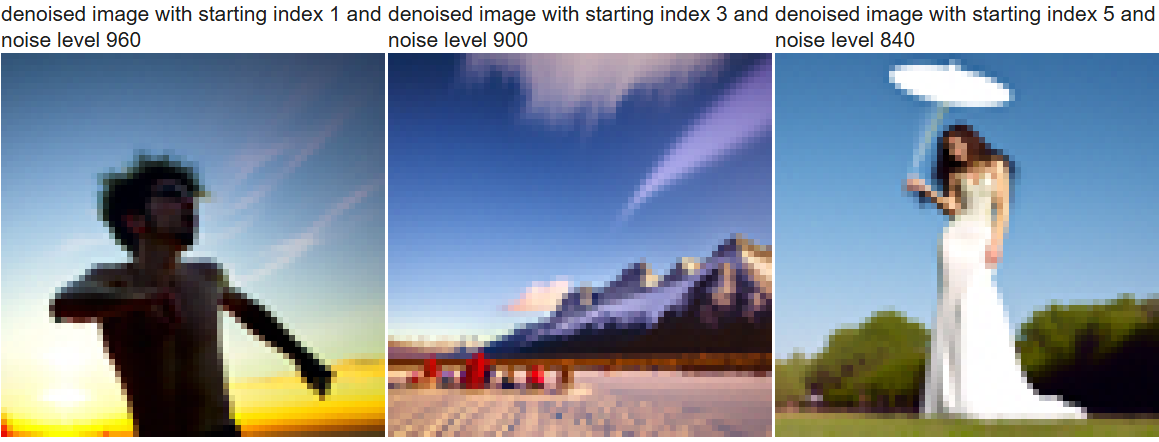 denoised image with starting index 1 and
noise level 960
denoised image with starting index 3 and
noise level 900
denoised image with starting index 5 and
noise level 840